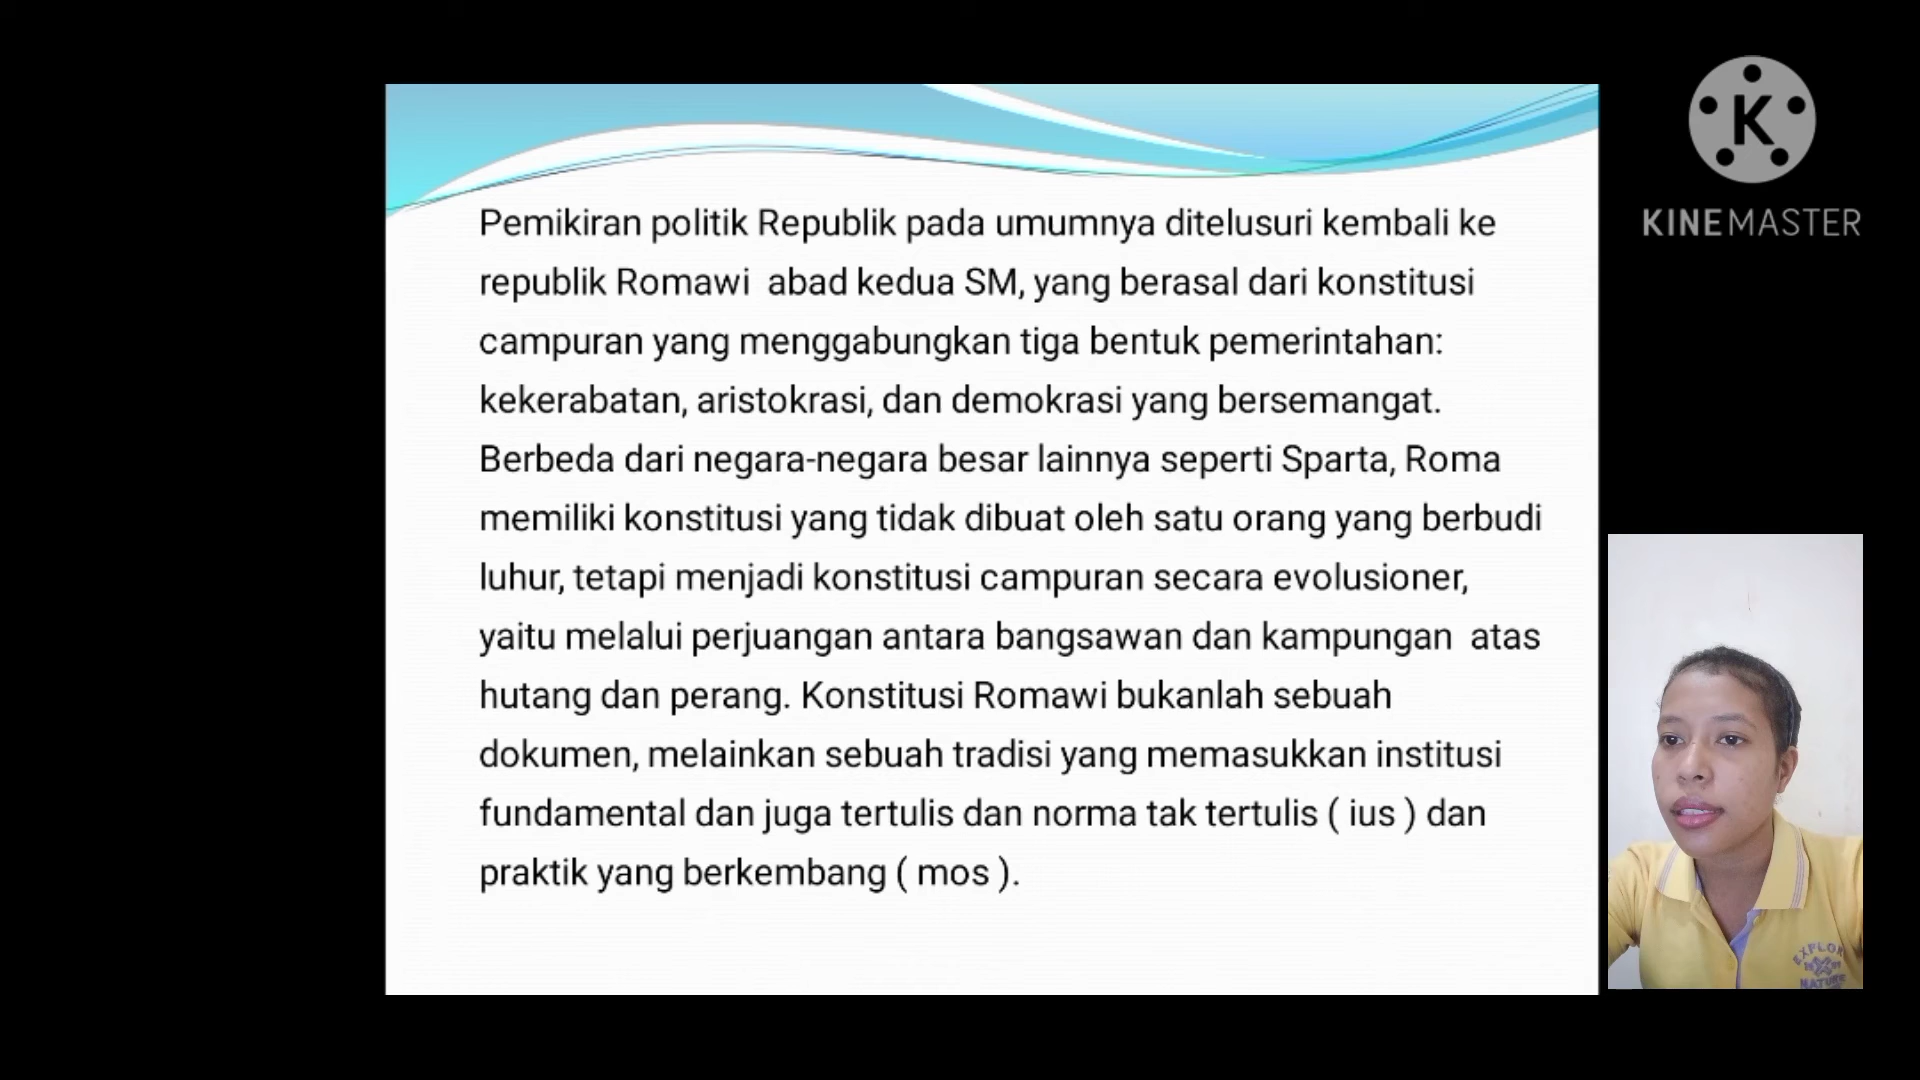 Pemikiran politik Republik pada umumnya ditelusuri kembali ke
republik Romawi abad kedua SM, yang berasal dari konstitusi
campuran yang menggabungkan tiga bentuk pemerintahan:
kekerabatan, aristokrasi, dan demokrasi yang bersemangat.
Berbeda dari negara-negara besar lainnya seperti Sparta, Roma
memiliki konstitusi yang tidak dibuat oleh satu orang yang berbudi
luhur, tetapi menjadi konstitusi campuran secara evolusioner,
yaitu melalui perjuangan antara bangsawan dan kampungan atas
hutang dan perang. Konstitusi Romawi bukanlah sebuah
dokumen, melainkan sebuah tradisi yang memasukkan institusi
fundamental dan juga tertulis dan norma tak tertulis ( ius ) dan
praktik yang berkembang ( mos ).
K
KINEMASTER
EXPLOR
NATURE